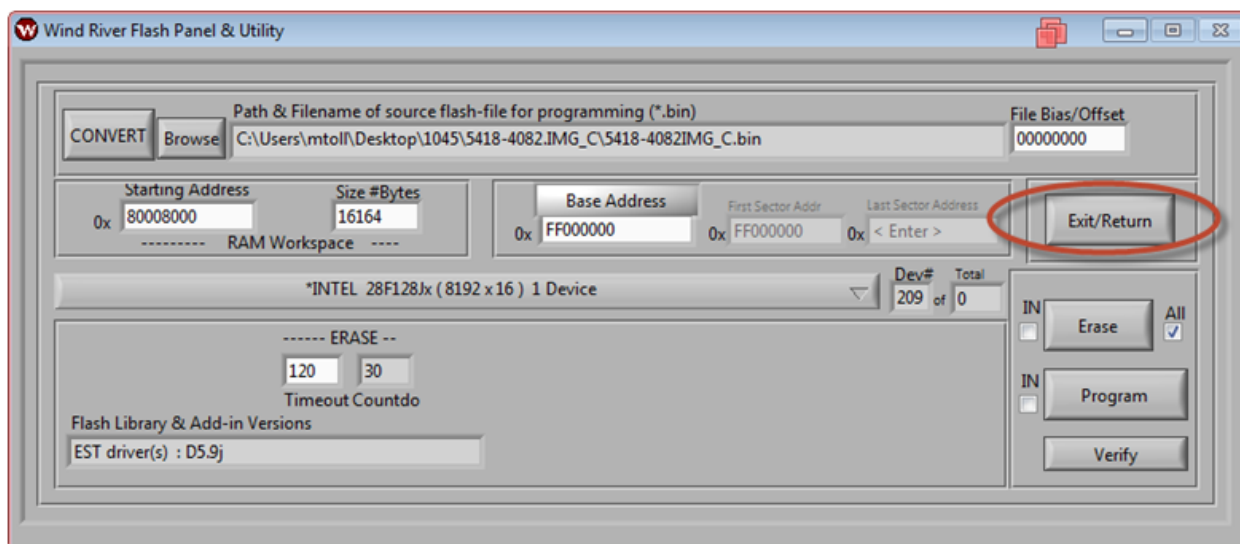 Wind River Flash Panel & Utility
Path & Filename of source flash-file for programming (*.bin)
File Bias/Offset
CONVERT
Browse
C:\Users\mtoll\Desktop\1045\5418-4082.IMG_C\5418-4082IMG_C.bin
00000000
Starting Address
Size #Bytes
0x 80008000
16164
--------- RAM Workspace ----
Base Address
First Sector Addr
Last Sector Address
0x FF000000
0x FF000000
0x < Enter >
Exit/Return
*INTEL 28F128Jx ( 8192 x 16 ) 1 Device
Dev#
Total
209 of 0
------ ERASE --
120
30
Timeout Countdo
Flash Library & Add-in Versions
EST driver(s) : D5.9j
IN
Erase
All
IN
Program
Verify